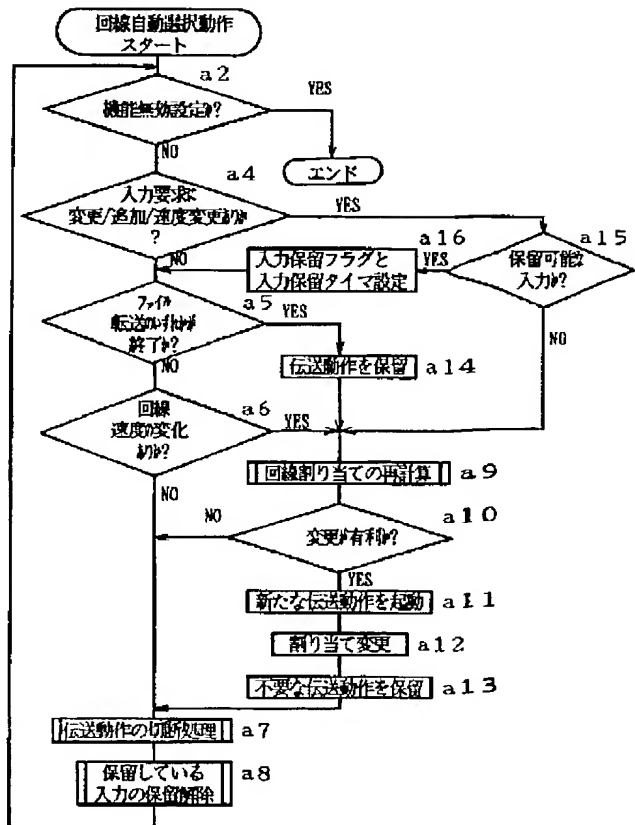 回線自動選択動作
スタート
a2
機能無効設定か?
YES
NO
エンド
a4
入力要求に
変更/追加/速度変更ありか
?
YES
NO
a15
保留可能な
入力か?
YES
NO
a16
入力保留フラグと
入力保留タイマ設定
a5
ファイル
転送のいずれかが
終了か?
YES
NO
伝送動作を保留
a14
a6
回線
速度の変化
ありか?
YES
NO
回線割り当ての再計算
a9
a10
変更が有利か?
NO
YES
新たな伝送動作を起動
a11
割り当て変更
a12
不要な伝送動作を保留
a13
伝送動作の切断処理
a7
保留している
入力の保留解除
a8